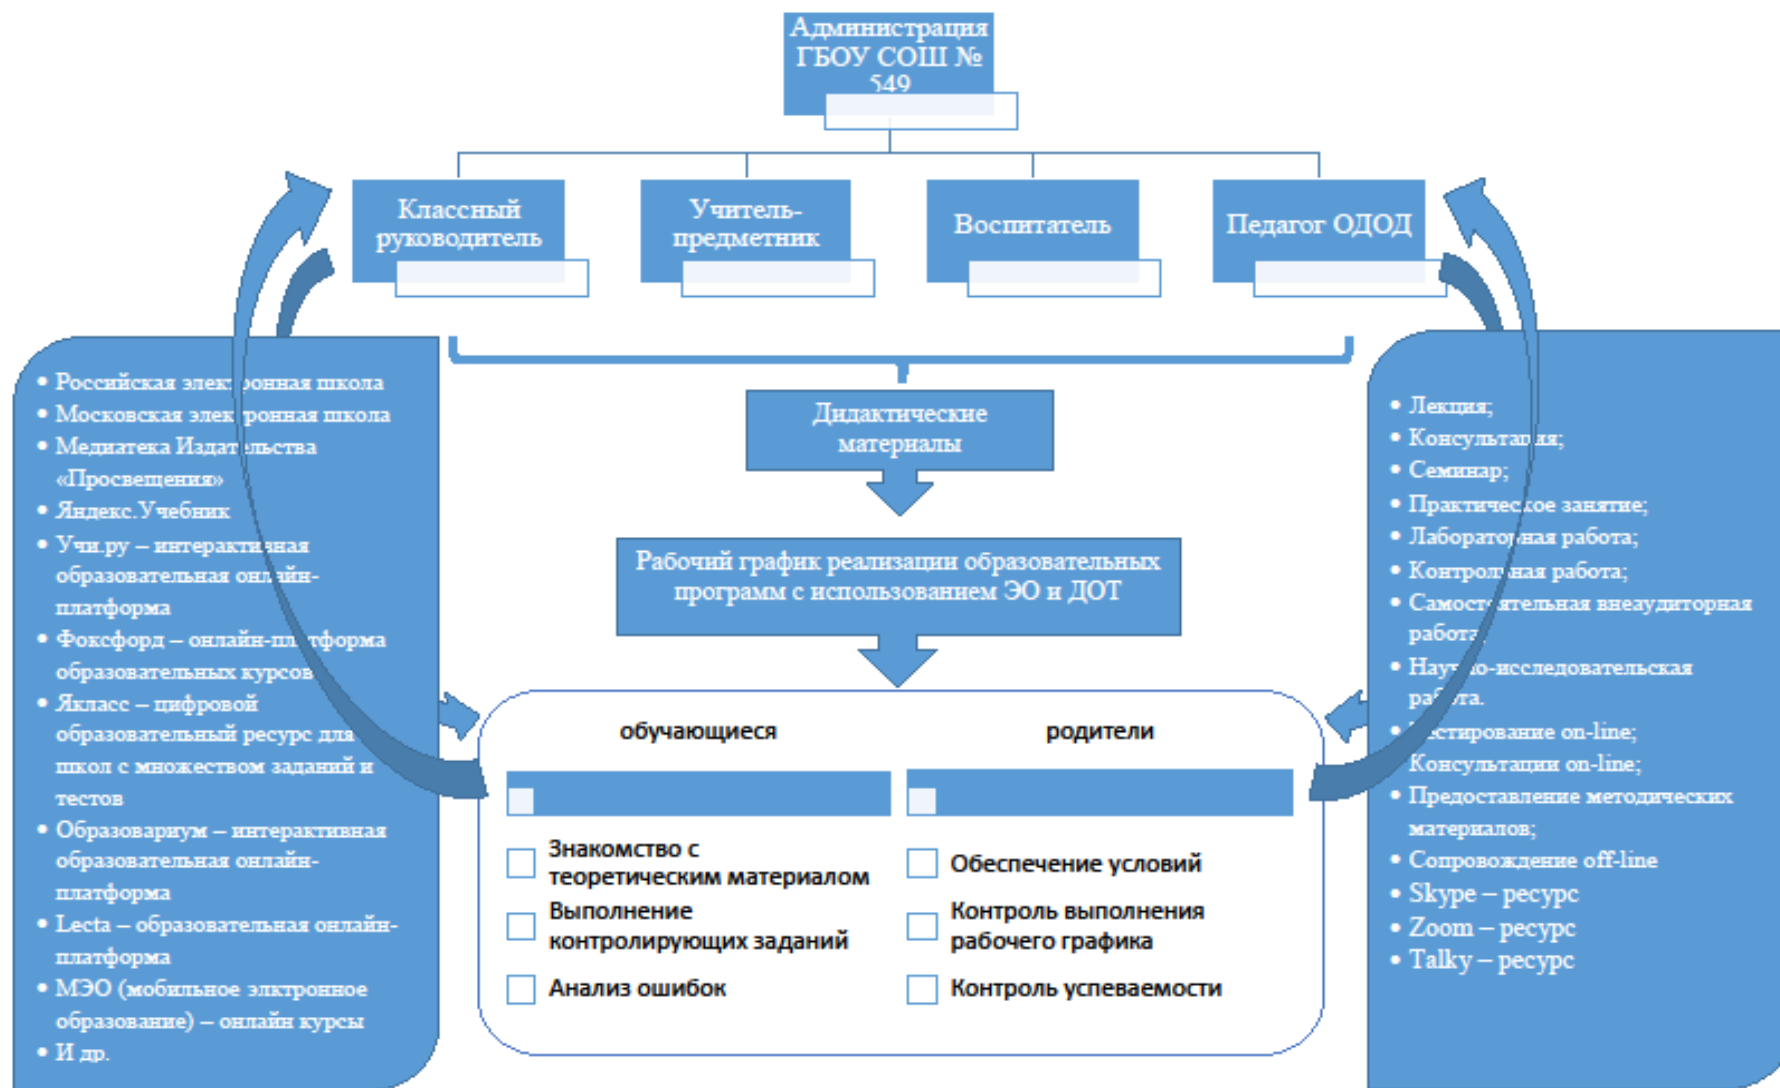 Администрация
ГБОУ СОШ №
549
Классный
руководитель
Учитель-
предметник
Воспитатель
Педагог ОДОД
• Российская электронная школа
• Московская электронная школа
• Медиатека Издательства
«Просвещения»
• Яндекс.Учебник
• Учи.ру – интерактивная
образовательная онлайн-
платформа
• Фоксфорд – онлайн-платформа
образовательных курсов
• Якласс – цифровой
образовательный ресурс для
школ с множеством заданий и
тестов
• Образовариум – интерактивная
образовательная онлайн-
платформа
• Lecta – образовательная онлайн-
платформа
• МЭО (мобильное элктронное
образование) – онлайн курсы
• И др.
Дидактические
материалы
Рабочий график реализации образовательных
программ с использованием ЭО и ДОТ
обучающиеся
Знакомство с
теоретическим материалом
Выполнение
контролирующих заданий
Анализ ошибок
родители
Обеспечение условий
Контроль выполнения
рабочего графика
Контроль успеваемости
• Лекция;
• Консультация;
• Семинар;
• Практическое занятие;
• Лабораторная работа;
• Контрольная работа;
• Самостоятельная внеаудиторная
работа;
• Научно-исследовательская
работа.
• Тестирование on-line;
• Консультации on-line;
• Предоставление методических
материалов;
• Сопровождение off-line
• Skype – ресурс
• Zoom – ресурс
• Talky – ресурс